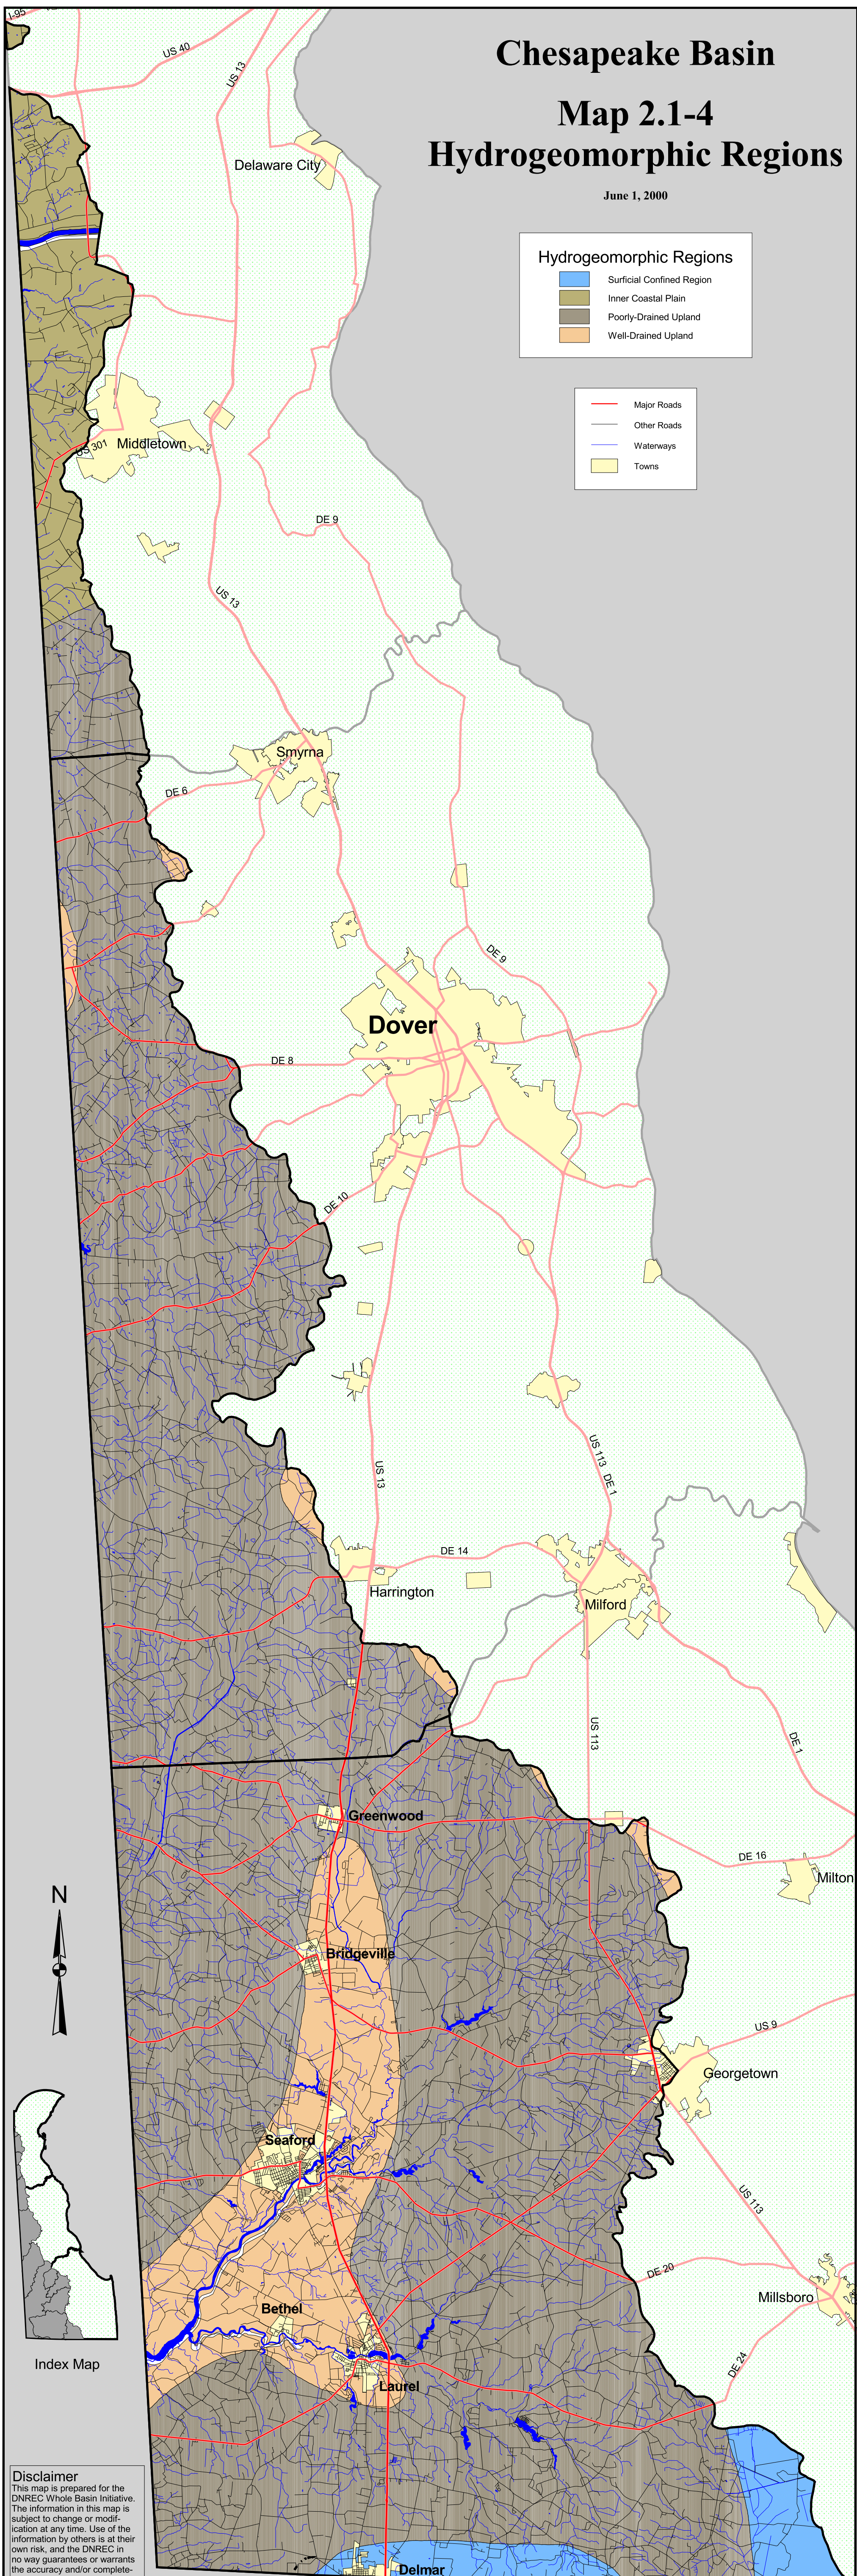 Chesapeake Basin
Map 2.1-4
Hydrogeomorphic Regions
June 1, 2000
Hydrogeomorphic Regions
Surficial Confined Region
Inner Coastal Plain
Poorly-Drained Upland
Well-Drained Upland
Major Roads
Other Roads
Waterways
Towns
I-95
US 40
US 13
Delaware City
US 301
Middletown
DE 9
US 13
Smyrna
DE 6
DE 9
Dover
DE 8
DE 10
US 13
US 113
DE 1
DE 14
Harrington
Milford
US 113
DE 1
Greenwood
DE 16
Milton
N
Bridgeville
US 9
Georgetown
Seaford
US 113
DE 20
Millsboro
Bethel
DE 24
Laurel
Index Map
Disclaimer
This map is prepared for the
DNREC Whole Basin Initiative.
The information in this map is
subject to change or modif-
ication at any time. Use of the
information by others is at their
own risk, and the DNREC in
no way guarantees or warrants
the accuracy and/or complete-
Delmar